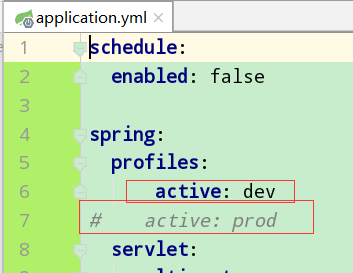 application.yml
1 schedule:
2 enabled: false
3
4 spring:
5 profiles:
6 active: dev
7 # active: prod
8 servlet: